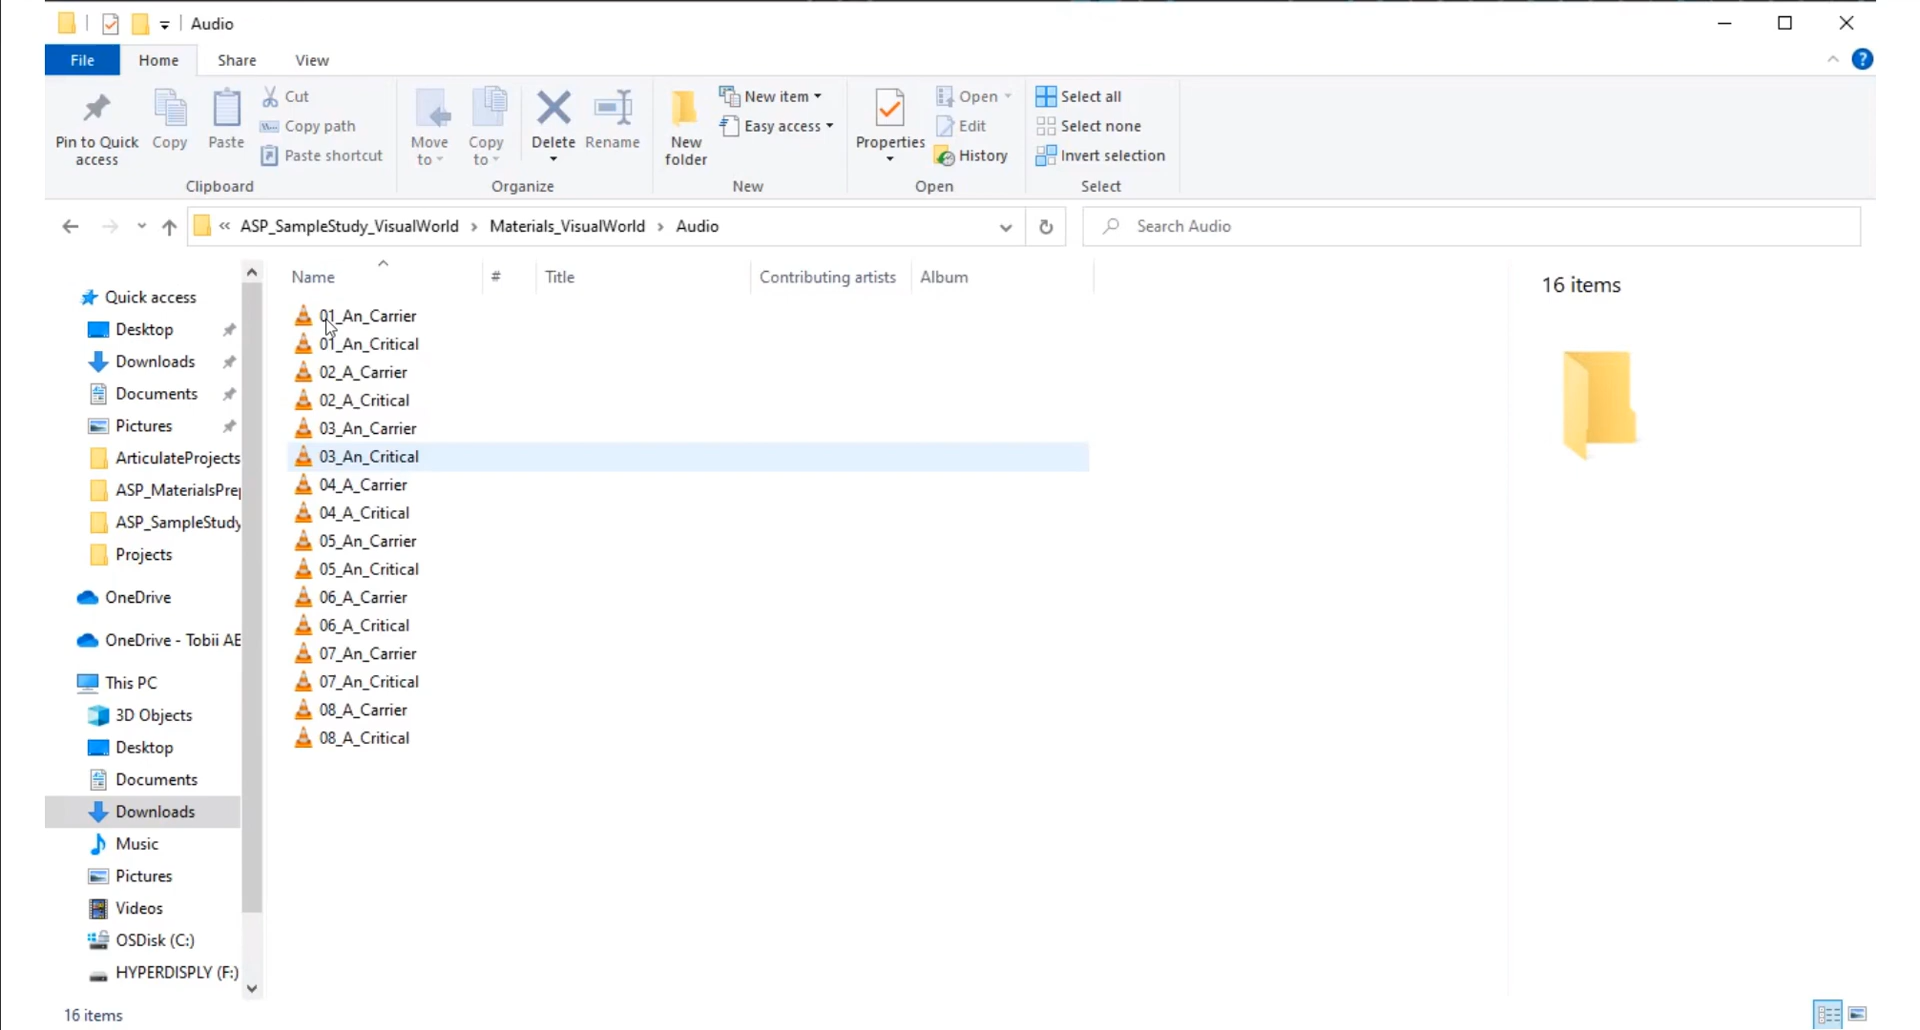 Audio
File Home Share View
Pin to Quick access
Copy
Paste
Cut
Copy path
Paste shortcut
Clipboard
Move to
Copy to
Delete
Rename
Organize
New folder
New item
Easy access
New
Properties
Open
Edit
History
Open
Select all
Select none
Invert selection
Select
« ASP_SampleStudy_VisualWorld > Materials_VisualWorld > Audio
Search Audio
Quick access
Desktop
Downloads
Documents
Pictures
ArticulateProjects
ASP_MaterialsPre
ASP_SampleStudy
Projects
OneDrive
OneDrive - Tobii AE
This PC
3D Objects
Desktop
Documents
Downloads
Music
Pictures
Videos
OSDisk (C:)
HYPERDISPLY (F:)
Name # Title Contributing artists Album
01_An_Carrier
01_An_Critical
02_A_Carrier
02_A_Critical
03_An_Carrier
03_An_Critical
04_A_Carrier
04_A_Critical
05_An_Carrier
05_An_Critical
06_A_Carrier
06_A_Critical
07_An_Carrier
07_An_Critical
08_A_Carrier
08_A_Critical
16 items
16 items